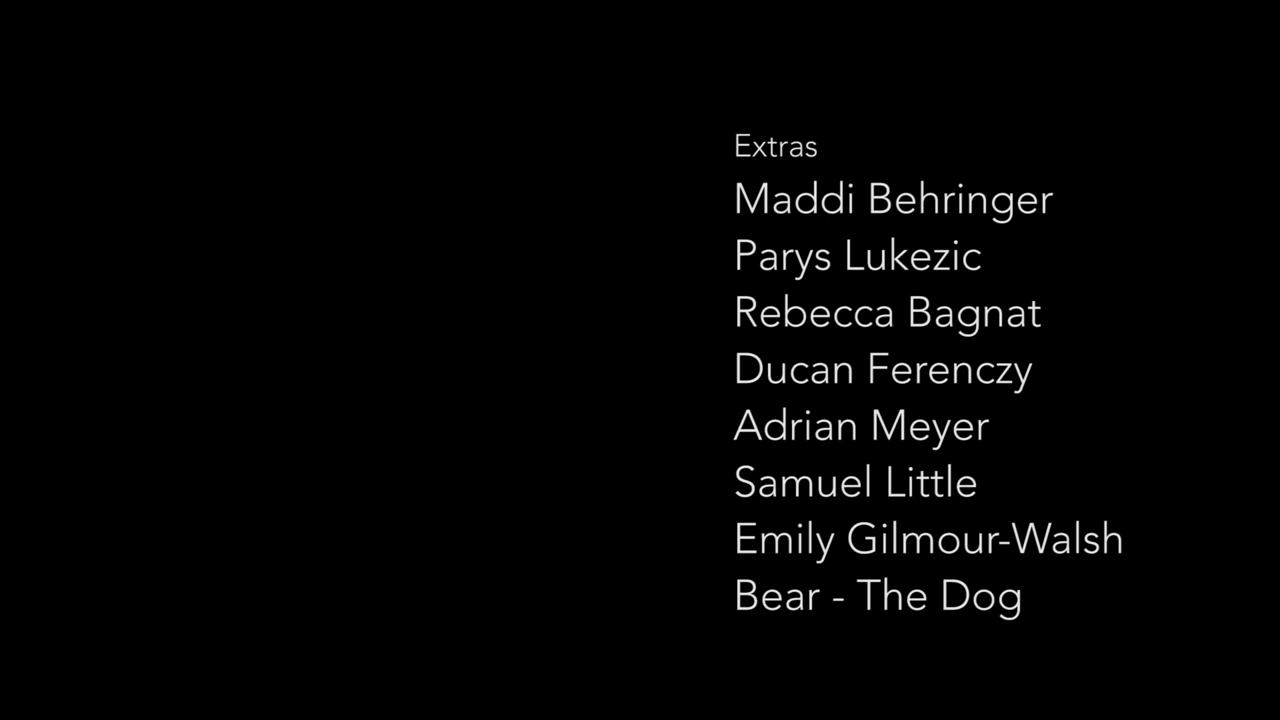 Extras
Maddi Behringer
Parys Lukezic
Rebecca Bagnat
Ducan Ferenczy
Adrian Meyer
Samuel Little
Emily Gilmour-Walsh
Bear - The Dog